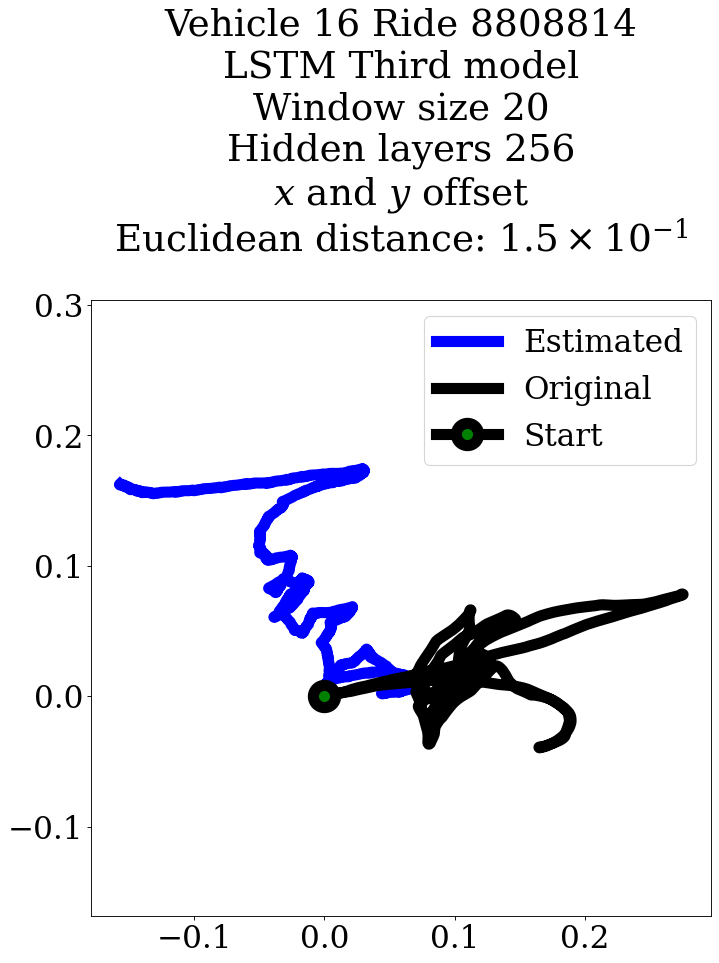 Vehicle 16 Ride 8808814
LSTM Third model
Window size 20
Hidden layers 256
x and y offset
Euclidean distance: 1.5 × 10⁻¹
0.3
Estimated
Original
Start
0.2
0.1
0.0
−0.1
−0.1 0.0 0.1 0.2